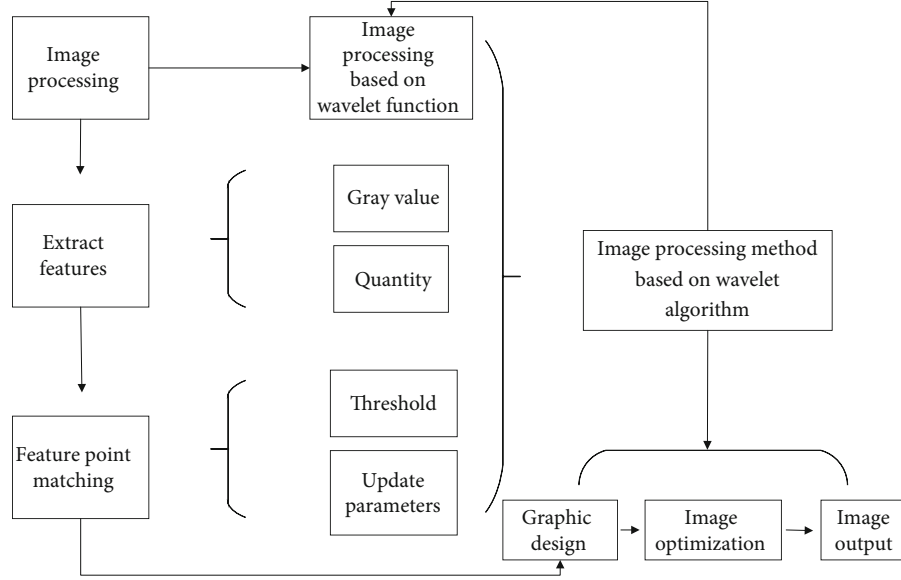 Image
processing
Image
processing
based on
wavelet function
Extract
features
Gray value
Quantity
Image processing method
based on wavelet
algorithm
Feature point
matching
Threshold
Update
parameters
Graphic
design
Image
optimization
Image
output